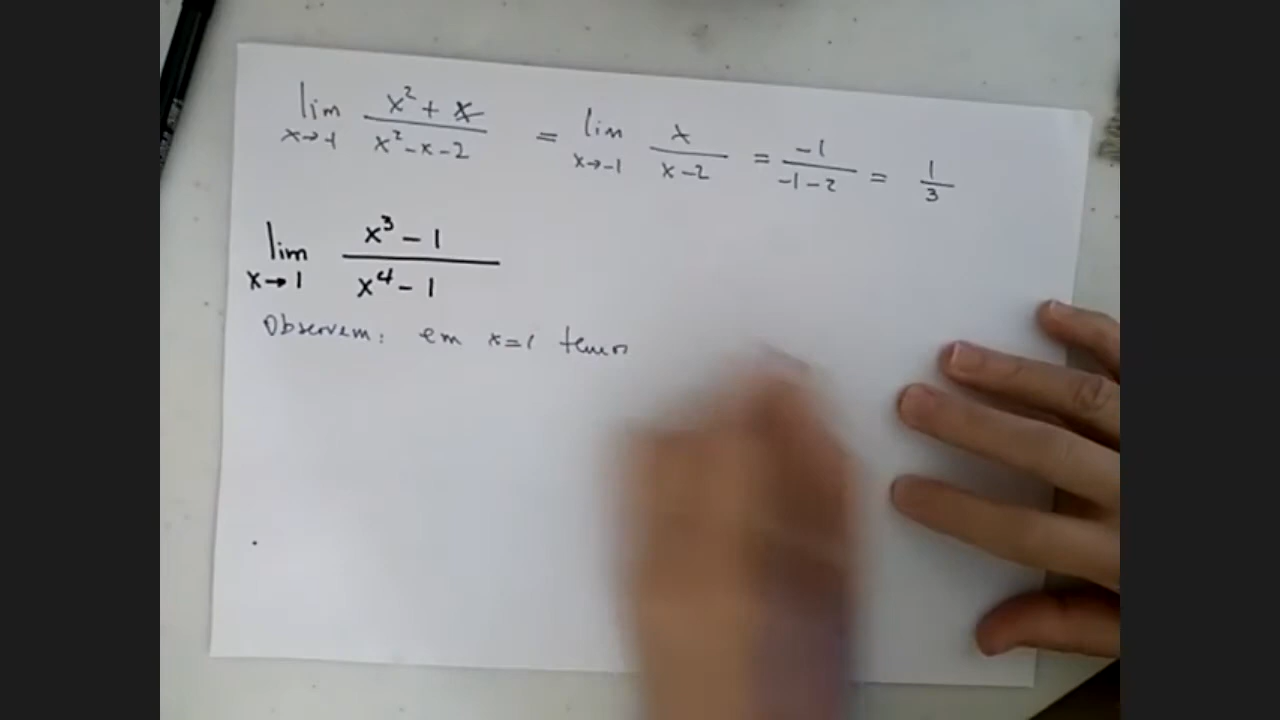 lim x→-1 (x² + x)/(x² - x - 2) = lim x→-1 x/(x - 2) = -1/(-1 - 2) = 1/3
lim x→1 (x³ - 1)/(x⁴ - 1)
Observem: em x=1 temos